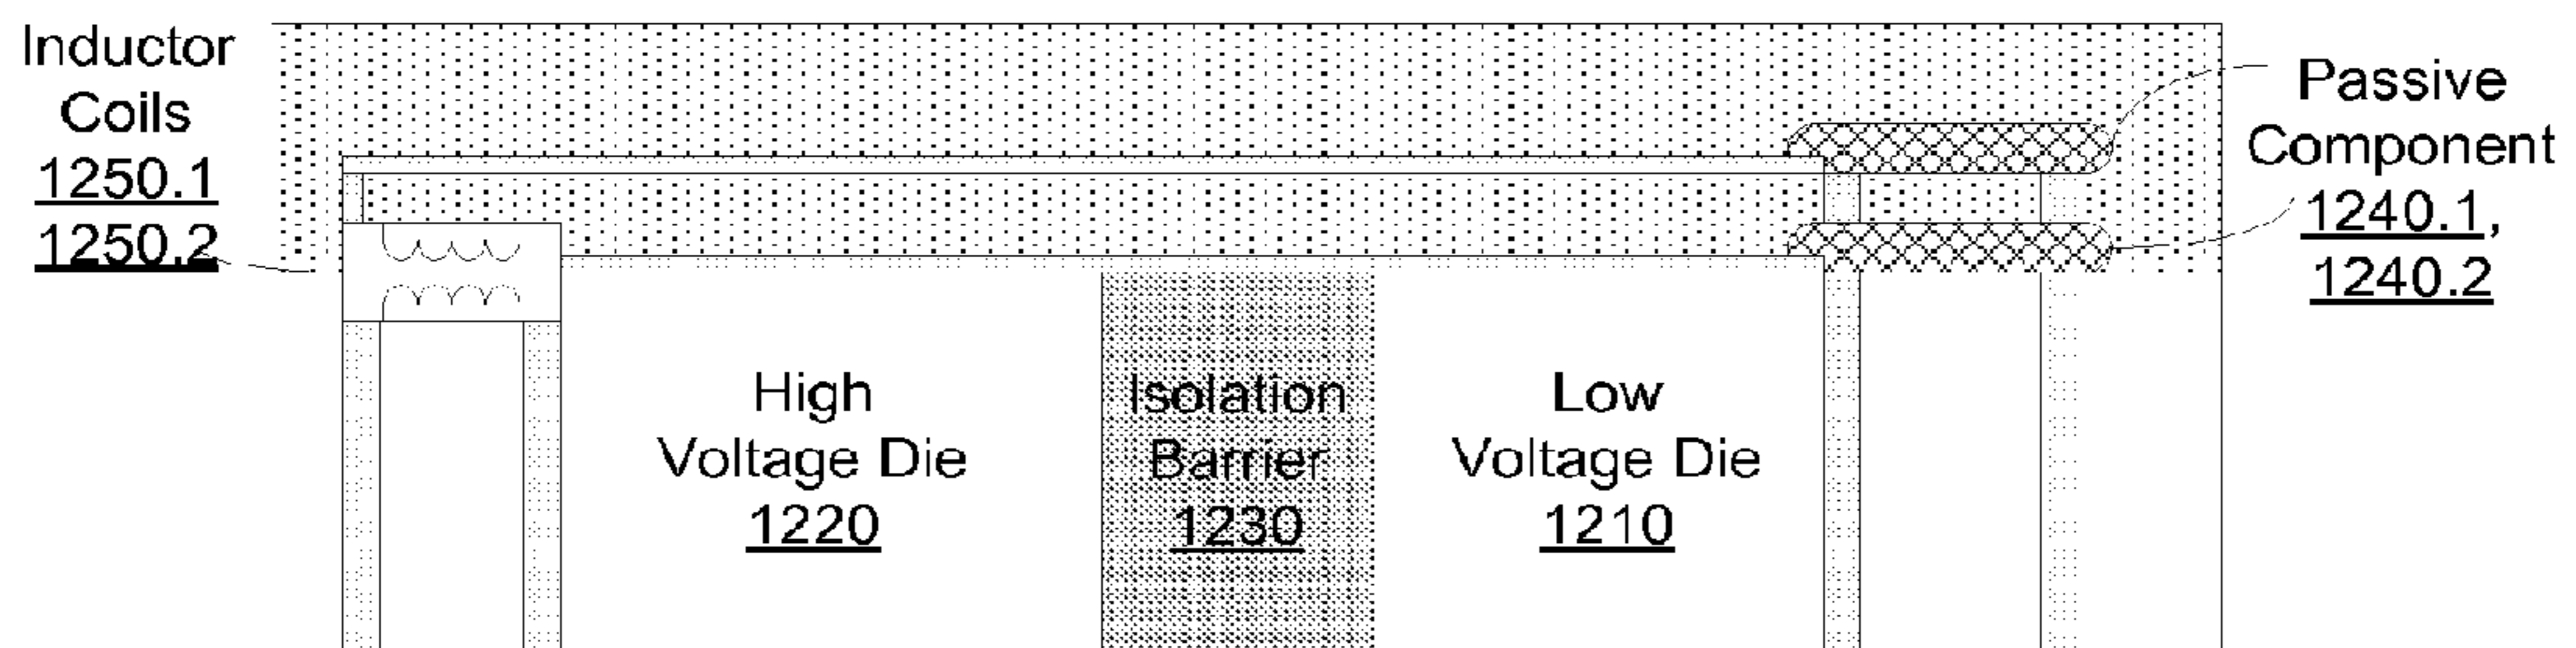 Inductor
Coils
1250.1
1250.2
Passive
Component
1240.1,
1240.2
High
Voltage Die
1220
Isolation
Barrier
1230
Low
Voltage Die
1210